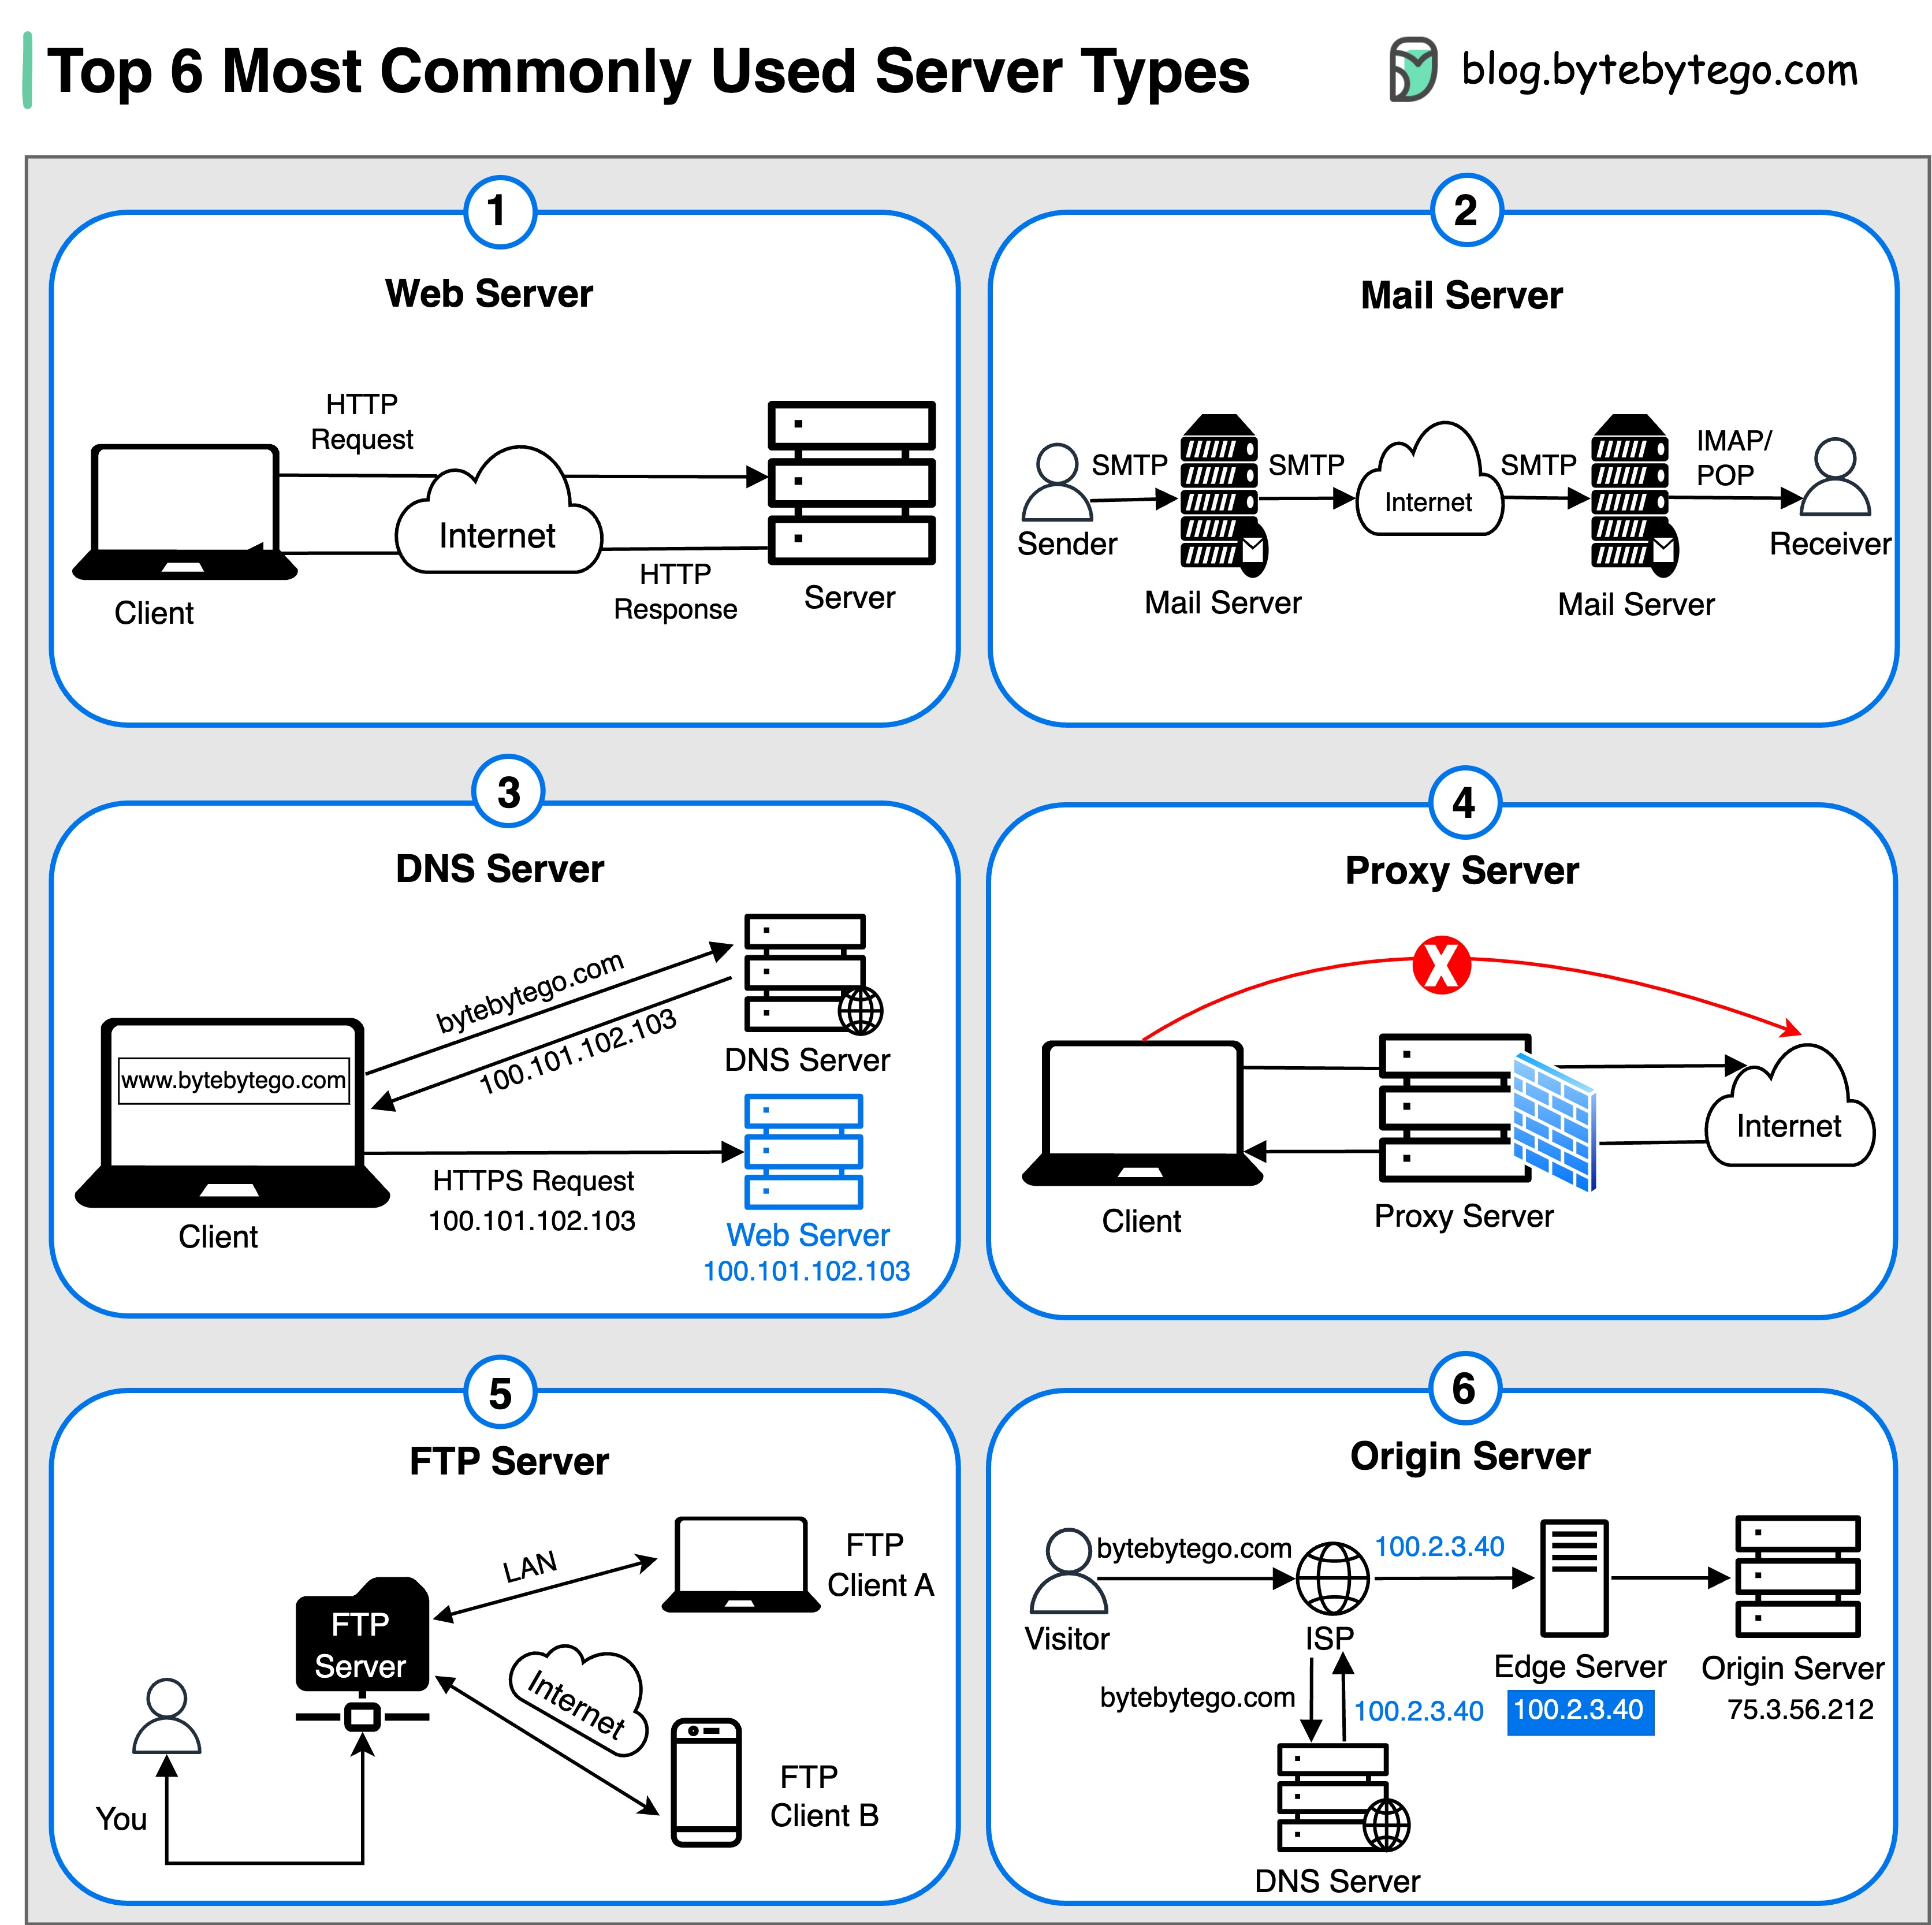 Top 6 Most Commonly Used Server Types
blog.bytebytego.com
1
Web Server
HTTP
Request
Internet
HTTP
Response
Client
Server
2
Mail Server
SMTP
SMTP
Internet
SMTP
IMAP/
POP
Sender
Mail Server
Mail Server
Receiver
3
DNS Server
bytebytego.com
100.101.102.103
DNS Server
www.bytebytego.com
HTTPS Request
100.101.102.103
Client
Web Server
100.101.102.103
4
Proxy Server
X
Internet
Client
Proxy Server
5
FTP Server
LAN
FTP
Client A
FTP
Server
Internet
You
FTP
Client B
6
Origin Server
bytebytego.com
100.2.3.40
Visitor
ISP
Edge Server
100.2.3.40
Origin Server
75.3.56.212
bytebytego.com
100.2.3.40
DNS Server